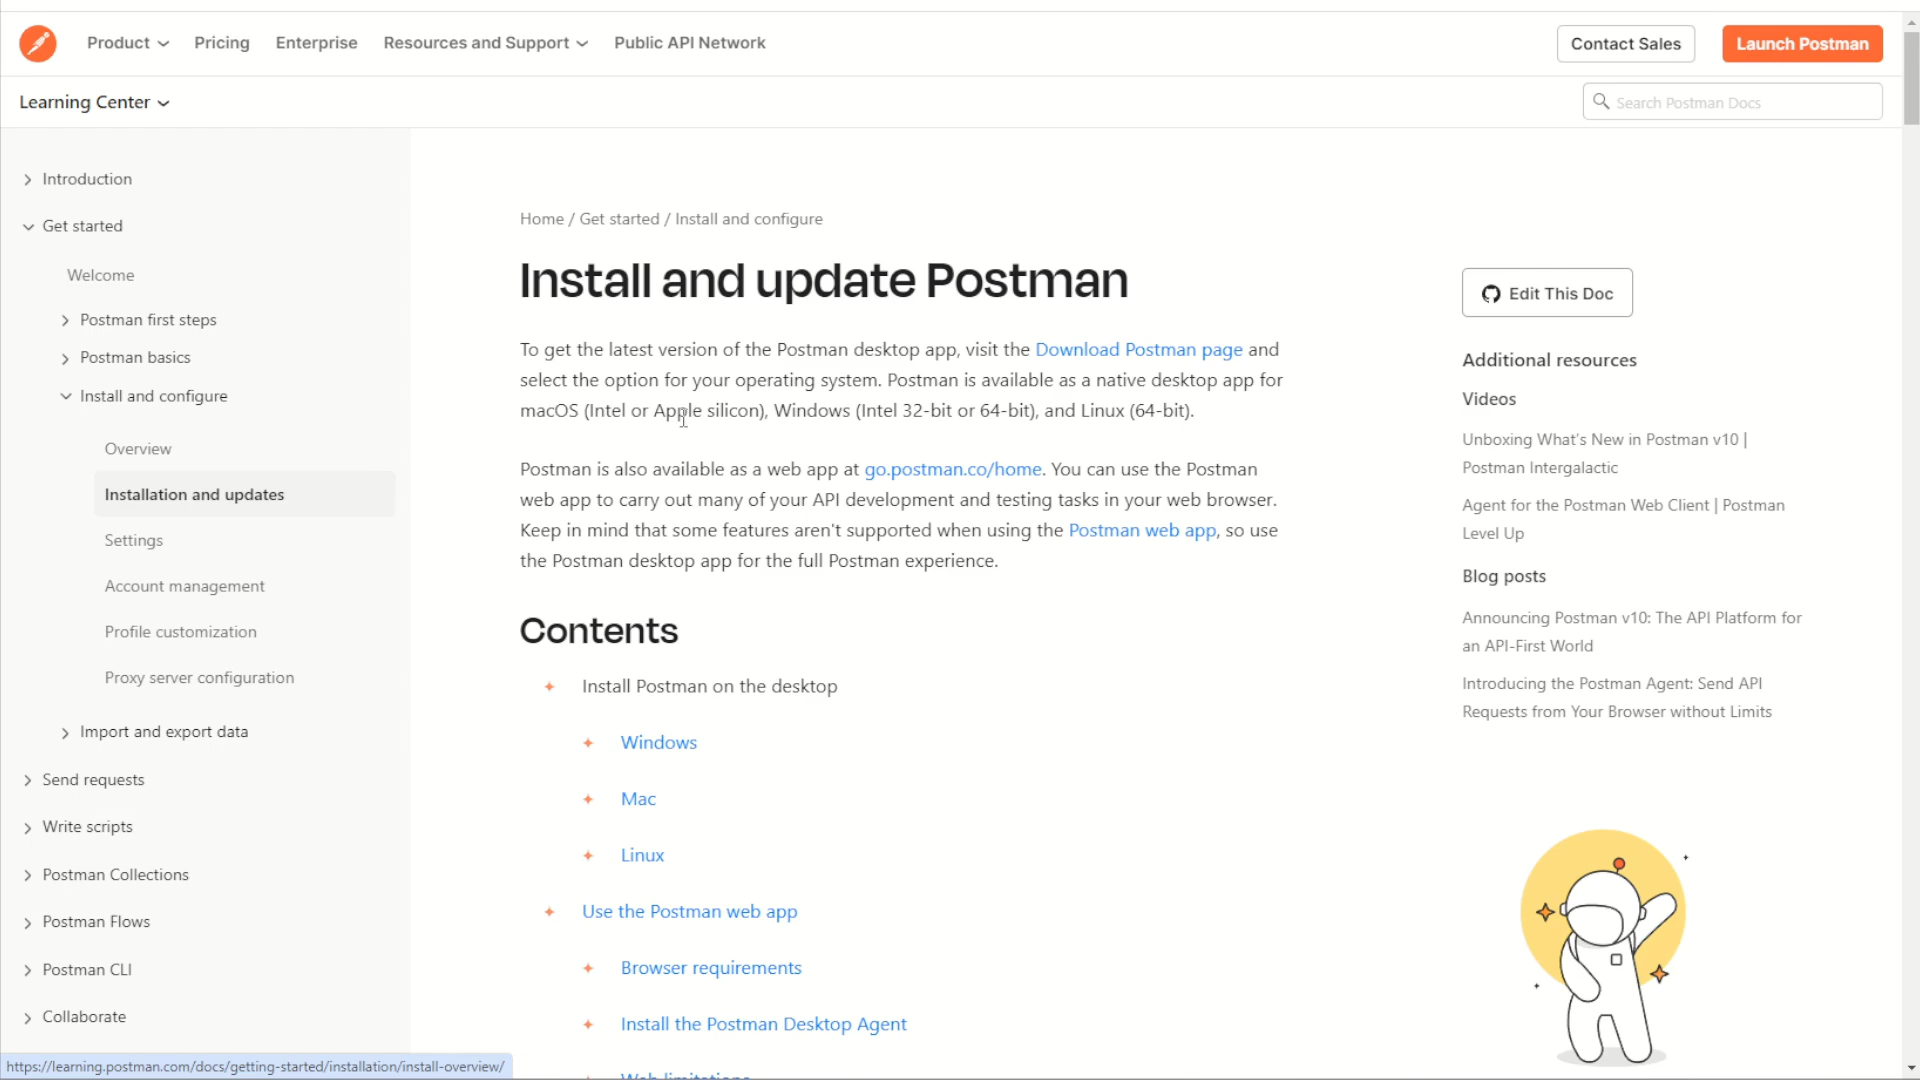 Product
Pricing
Enterprise
Resources and Support
Public API Network
Contact Sales
Launch Postman
Learning Center
Search Postman Docs
Introduction
Get started
Welcome
Postman first steps
Postman basics
Install and configure
Overview
Installation and updates
Settings
Account management
Profile customization
Proxy server configuration
Import and export data
Send requests
Write scripts
Postman Collections
Postman Flows
Postman CLI
Collaborate
https://learning.postman.com/docs/getting-started/installation/install-overview/
Home / Get started / Install and configure
Install and update Postman
To get the latest version of the Postman desktop app, visit the Download Postman page and
select the option for your operating system. Postman is available as a native desktop app for
macOS (Intel or Apple silicon), Windows (Intel 32-bit or 64-bit), and Linux (64-bit).
Postman is also available as a web app at go.postman.co/home. You can use the Postman
web app to carry out many of your API development and testing tasks in your web browser.
Keep in mind that some features aren't supported when using the Postman web app, so use
the Postman desktop app for the full Postman experience.
Contents
Install Postman on the desktop
Windows
Mac
Linux
Use the Postman web app
Browser requirements
Install the Postman Desktop Agent
Web limitations
Edit This Doc
Additional resources
Videos
Unboxing What's New in Postman v10 |
Postman Intergalactic
Agent for the Postman Web Client | Postman
Level Up
Blog posts
Announcing Postman v10: The API Platform for
an API-First World
Introducing the Postman Agent: Send API
Requests from Your Browser without Limits